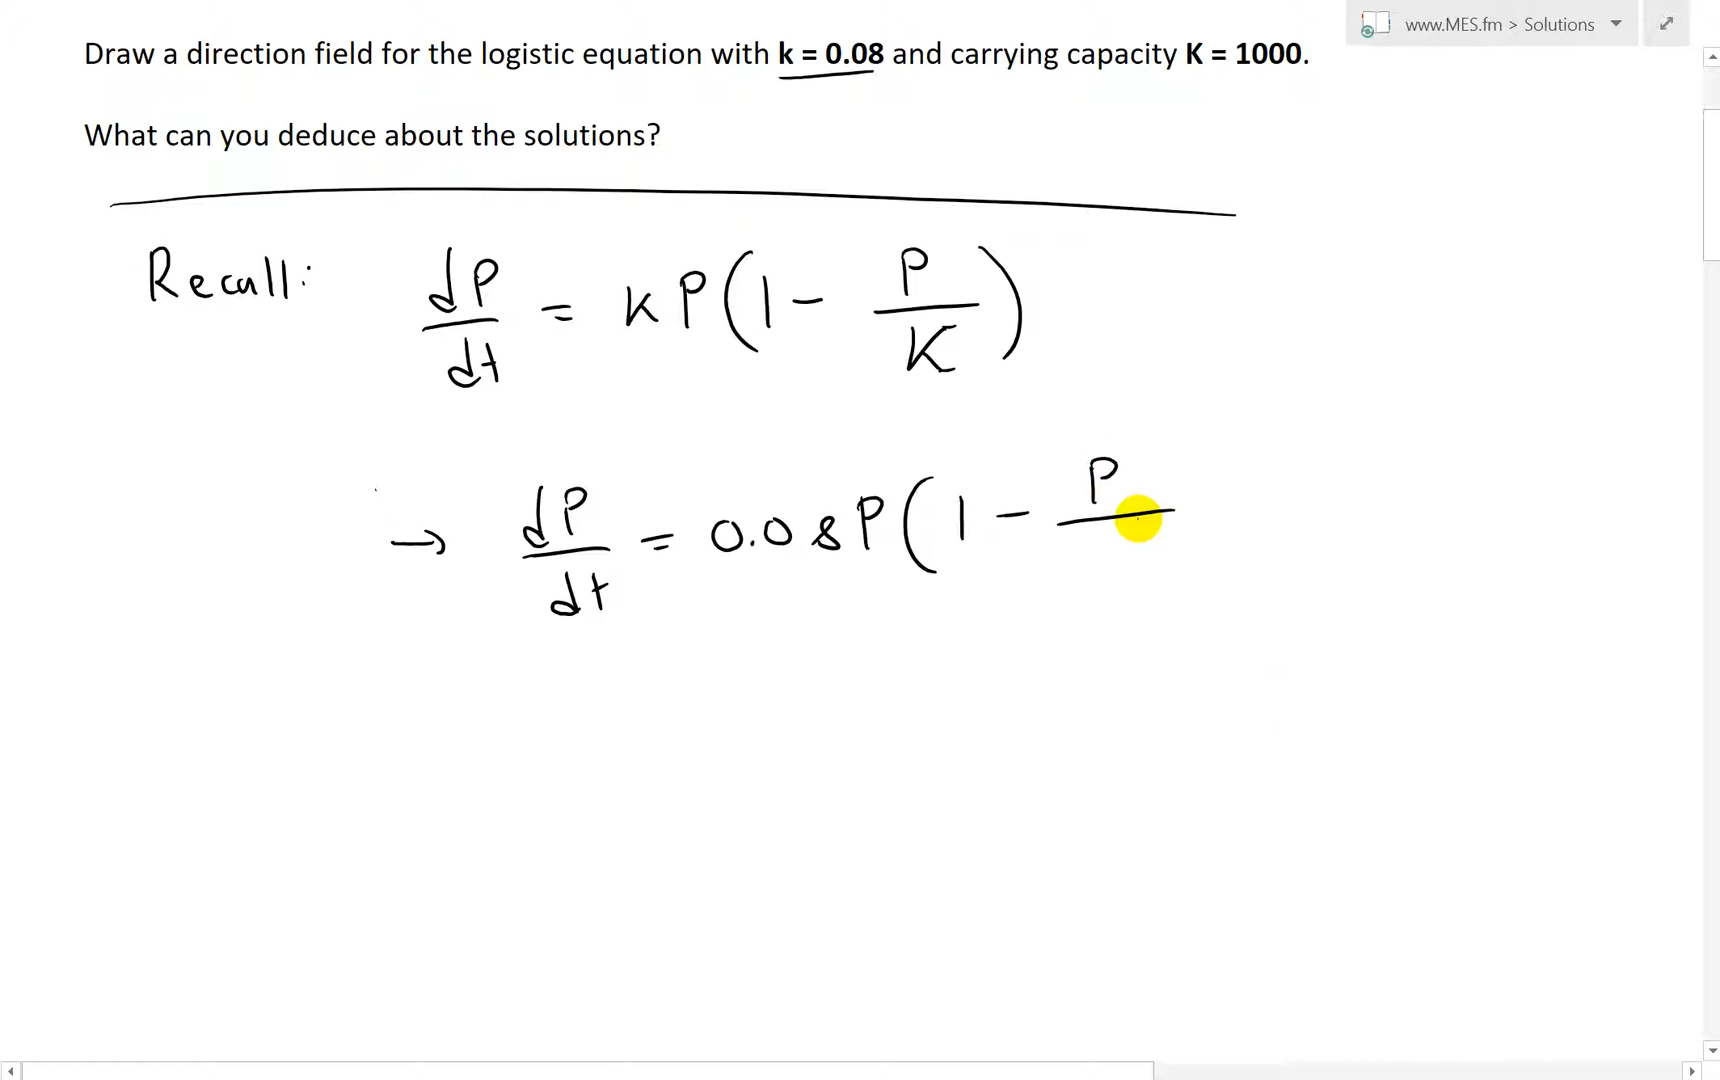 www.MES.fm > Solutions
Draw a direction field for the logistic equation with k = 0.08 and carrying capacity K = 1000.
What can you deduce about the solutions?
Recall: dP/dt = kP(1 - P/K)
→ dP/dt = 0.08P(1 - P/